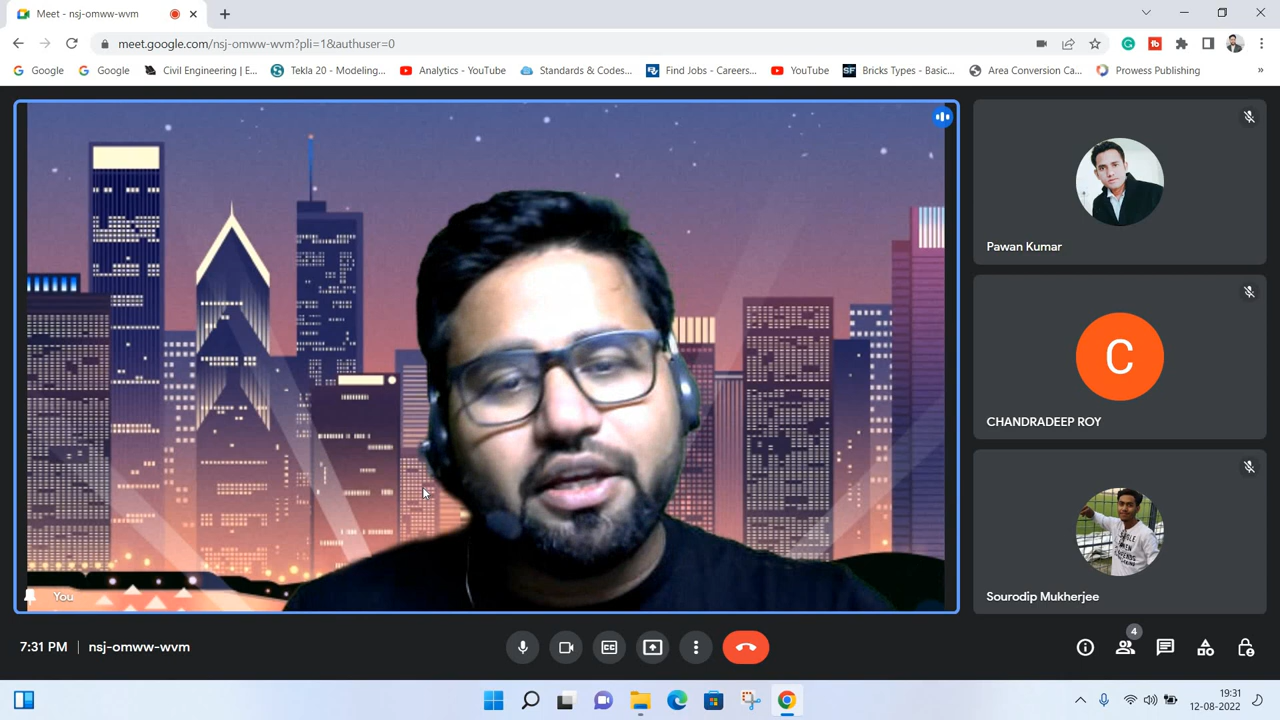 Meet - nsj-omww-wvm
meet.google.com/nsj-omww-wvm?pli=1&authuser=0
Google
Google
Civil Engineering | E...
Tekla 20 - Modeling...
Analytics - YouTube
Standards & Codes...
Find Jobs - Careers...
YouTube
SF
Bricks Types - Basic...
Area Conversion Ca...
Prowess Publishing
»
Pawan Kumar
C
CHANDRADEEP ROY
Sourodip Mukherjee
You
7:31 PM | nsj-omww-wvm
CC
4
19:31
12-08-2022